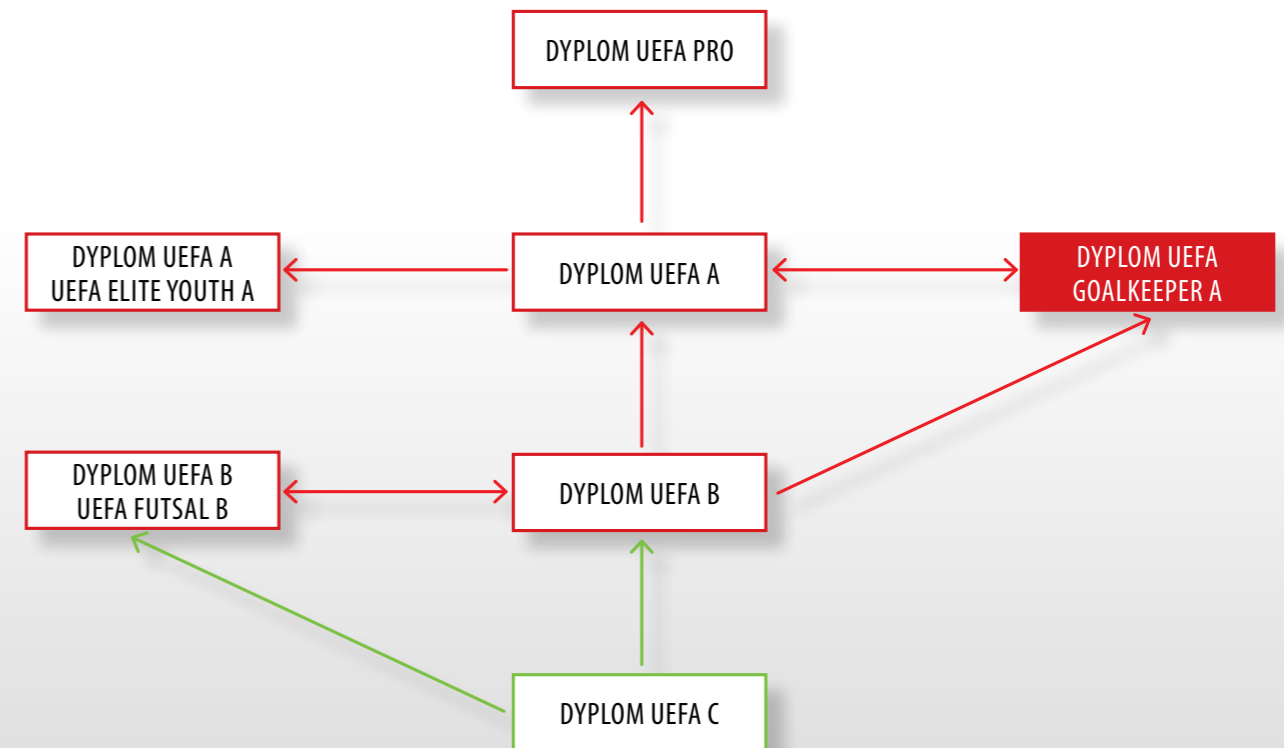 DYPLOM UEFA PRO
DYPLOM UEFA A
UEFA ELITE YOUTH A
DYPLOM UEFA A
DYPLOM UEFA
GOALKEEPER A
DYPLOM UEFA B
UEFA FUTSAL B
DYPLOM UEFA B
DYPLOM UEFA C